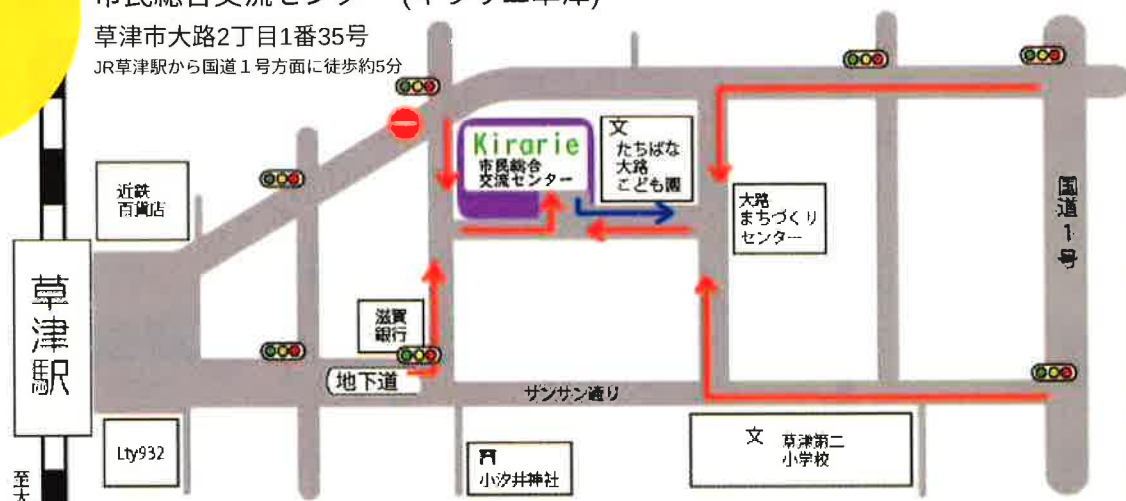 草津市大路2丁目1番35号
JR草津駅から国道1号方面に徒歩約5分
Kirarie
市民総合
交流センター
文
たちばな
大路
こども園
近鉄
百貨店
大路
まちづくり
センター
国道1号
草津駅
滋賀
銀行
(地下道
サンサン通り
Lty932
小汐井神社
文 草津第二
小学校
至大